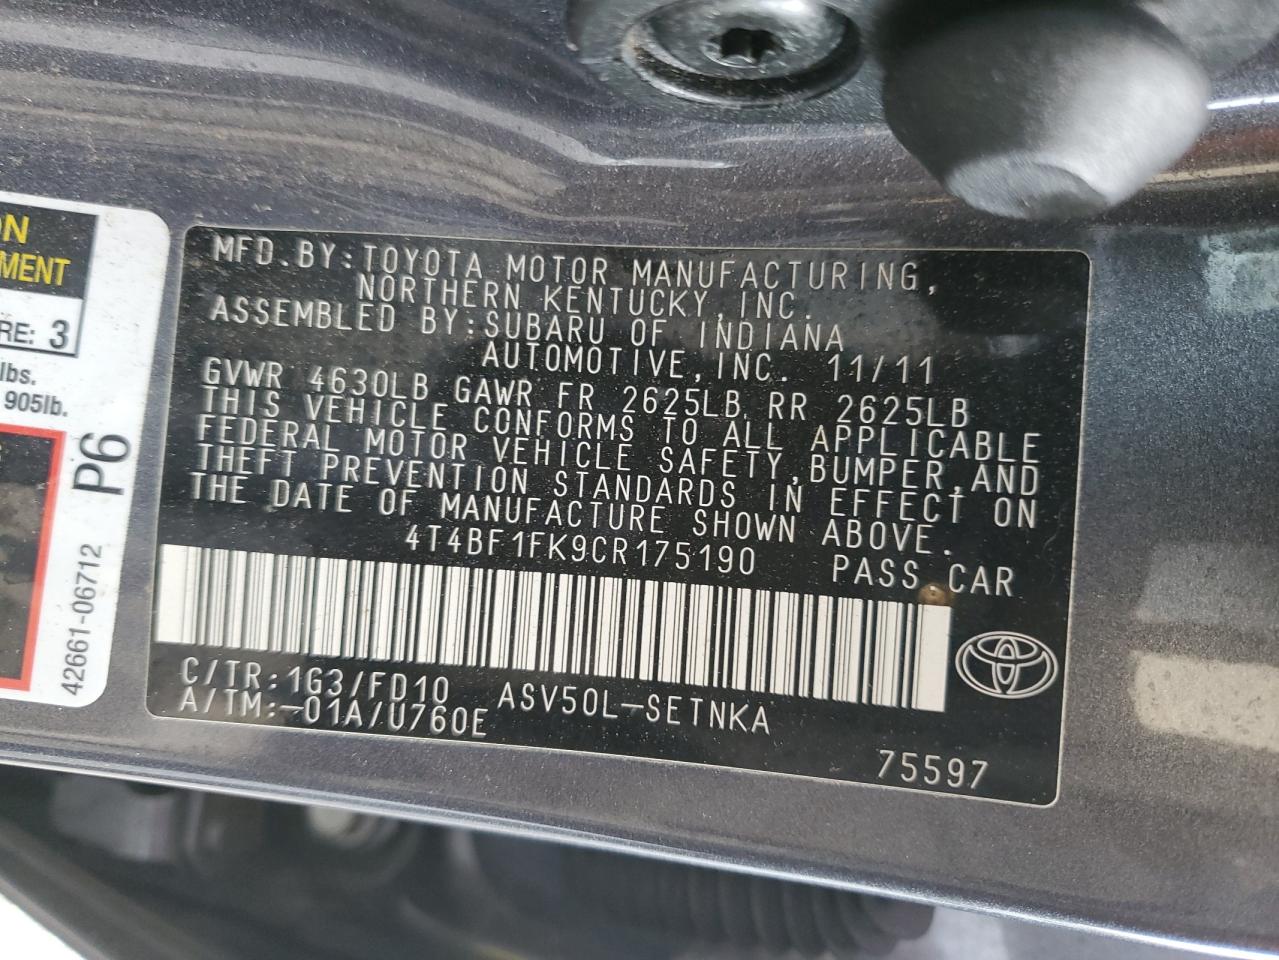 ON
MENT
RE: 3
lbs.
905lb.
P6
42661-06712
MFD.BY:TOYOTA MOTOR MANUFACTURING,
NORTHERN KENTUCKY,INC.
ASSEMBLED BY:SUBARU OF INDIANA
AUTOMOTIVE,INC. 11/11
GVWR 4630LB GAWR FR 2625LB RR 2625LB
THIS VEHICLE CONFORMS TO ALL APPLICABLE
FEDERAL MOTOR VEHICLE SAFETY,BUMPER,AND
THEFT PREVENTION STANDARDS IN EFFECT ON
THE DATE OF MANUFACTURE SHOWN ABOVE.
4T4BF1FK9CR175190 PASS.CAR
C/TR:1G3/FD10 ASV50L-SETNKA
A/TM:-01A/U760E
75597